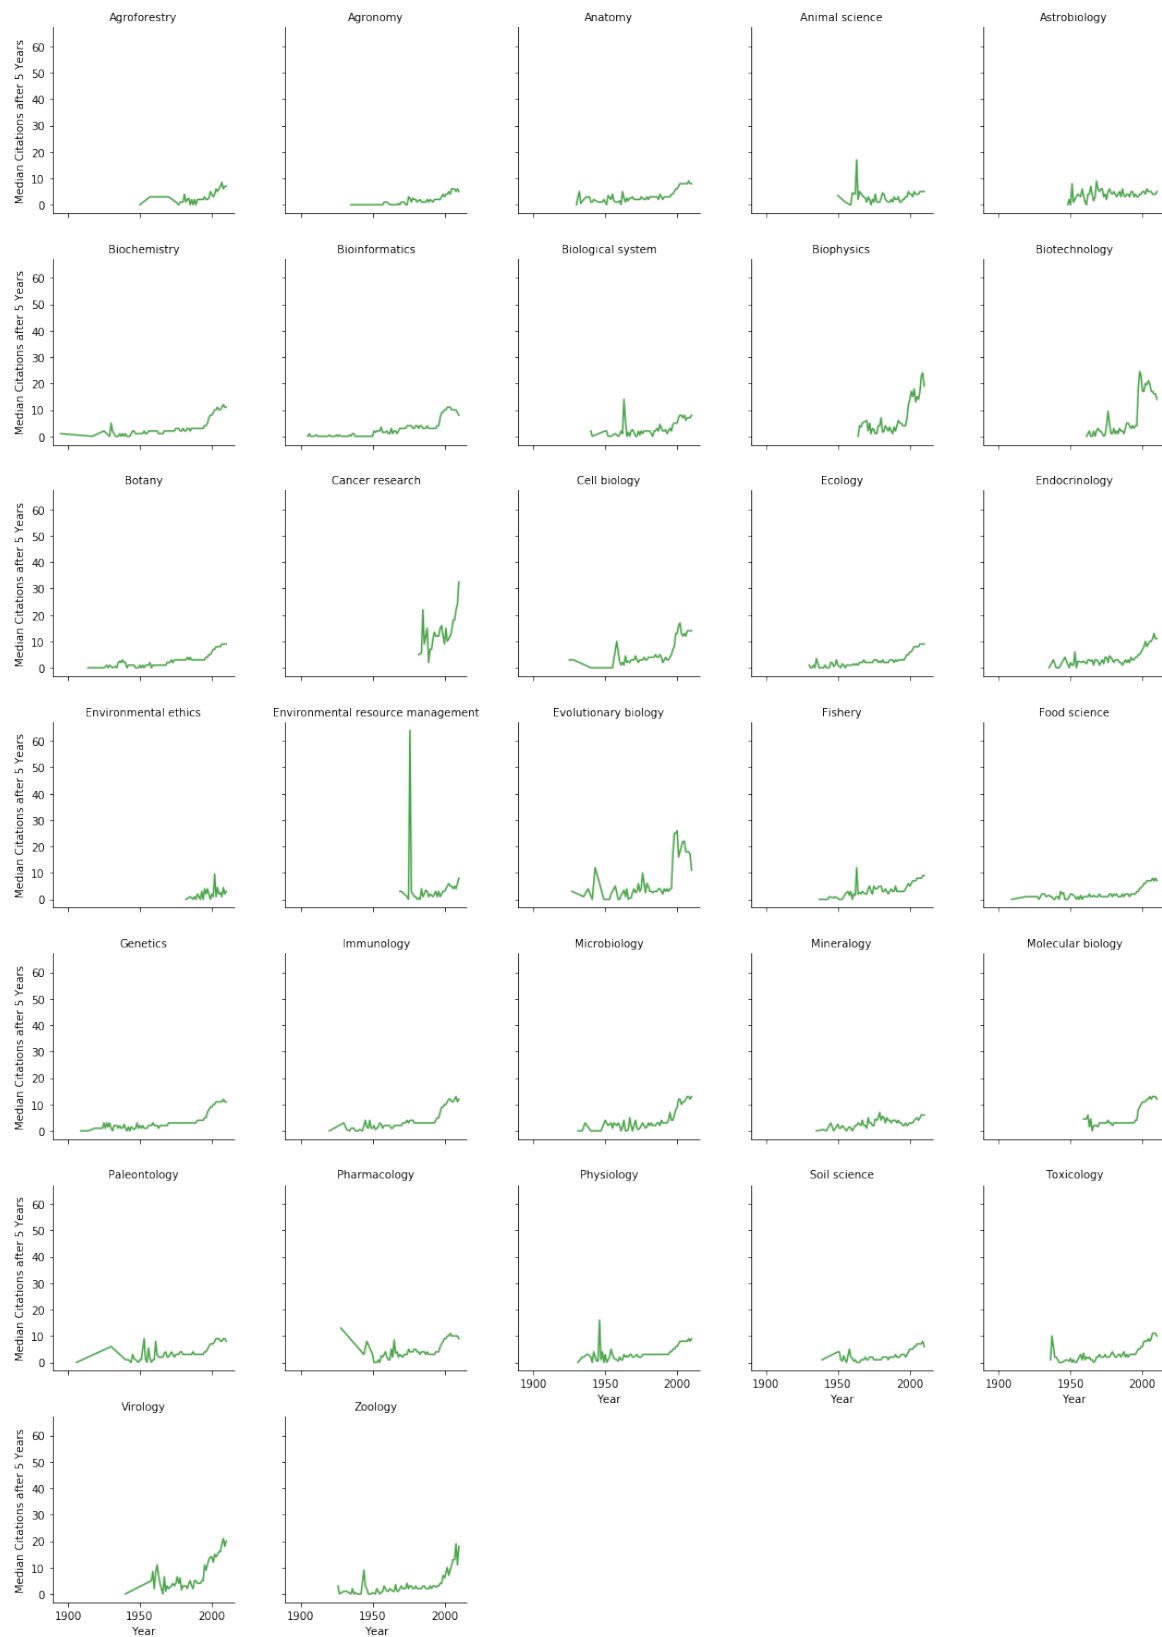 Agroforestry Agronomy Anatomy Animal science Astrobiology
Median Citations after 5 Years
60
50
40
30
20
10
0
Biochemistry Bioinformatics Biological system Biophysics Biotechnology
Median Citations after 5 Years
60
50
40
30
20
10
0
Botany Cancer research Cell biology Ecology Endocrinology
Median Citations after 5 Years
60
50
40
30
20
10
0
Environmental ethics Environmental resource management Evolutionary biology Fishery Food science
Median Citations after 5 Years
60
50
40
30
20
10
0
Genetics Immunology Microbiology Mineralogy Molecular biology
Median Citations after 5 Years
60
50
40
30
20
10
0
Paleontology Pharmacology Physiology Soil science Toxicology
Median Citations after 5 Years
60
50
40
30
20
10
0
1900 1950 2000 1900 1950 2000 1900 1950 2000
Year Year Year
Virology Zoology
Median Citations after 5 Years
60
50
40
30
20
10
0
1900 1950 2000 1900 1950 2000
Year Year